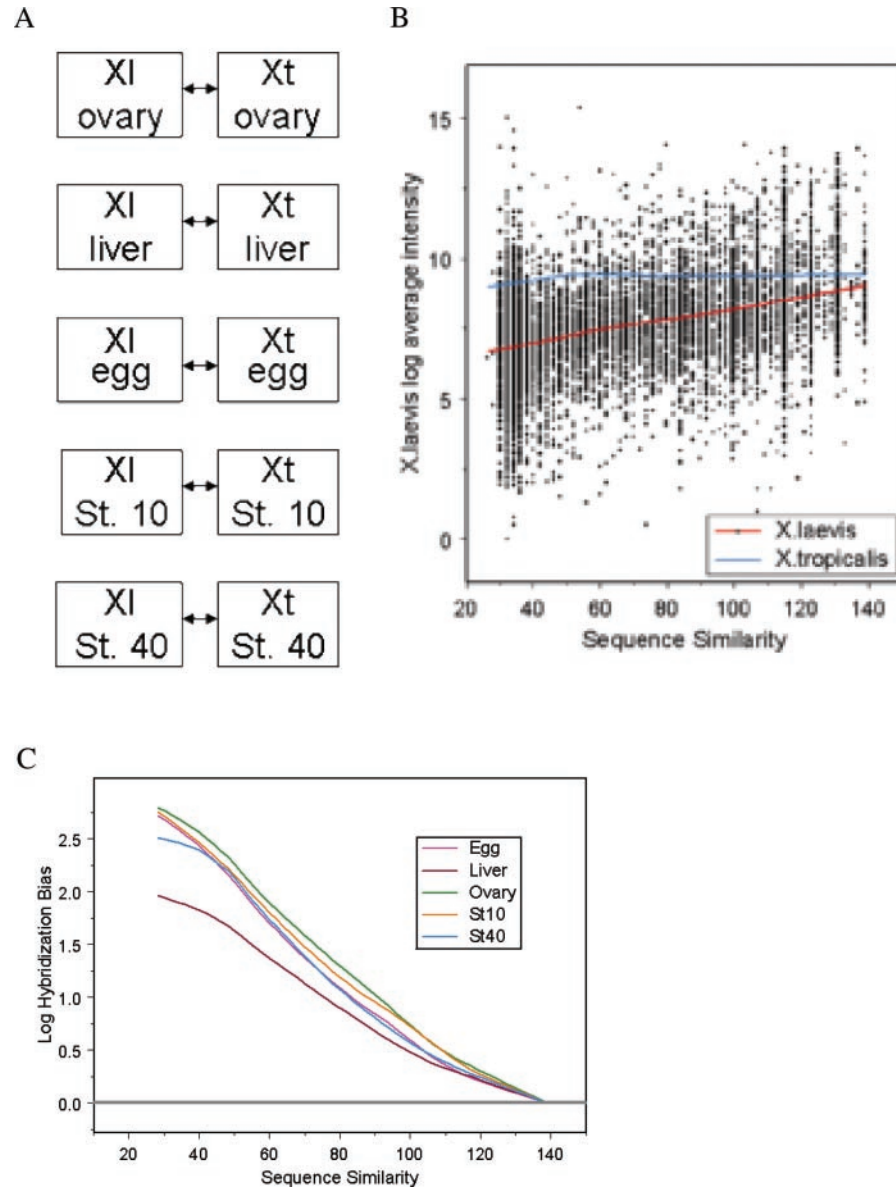 A
Xl
ovary
Xt
ovary
Xl
liver
Xt
liver
Xl
egg
Xt
egg
Xl
St. 10
Xt
St. 10
Xl
St. 40
Xt
St. 40
B
X.laevis log average intensity
15
10
5
0
20 40 60 80 100 120 140
Sequence Similarity
X.laevis
X.tropicalis
C
Log Hybridization Bias
2.5
2.0
1.5
1.0
0.5
0.0
20 40 60 80 100 120 140
Sequence Similarity
Egg
Liver
Ovary
St10
St40